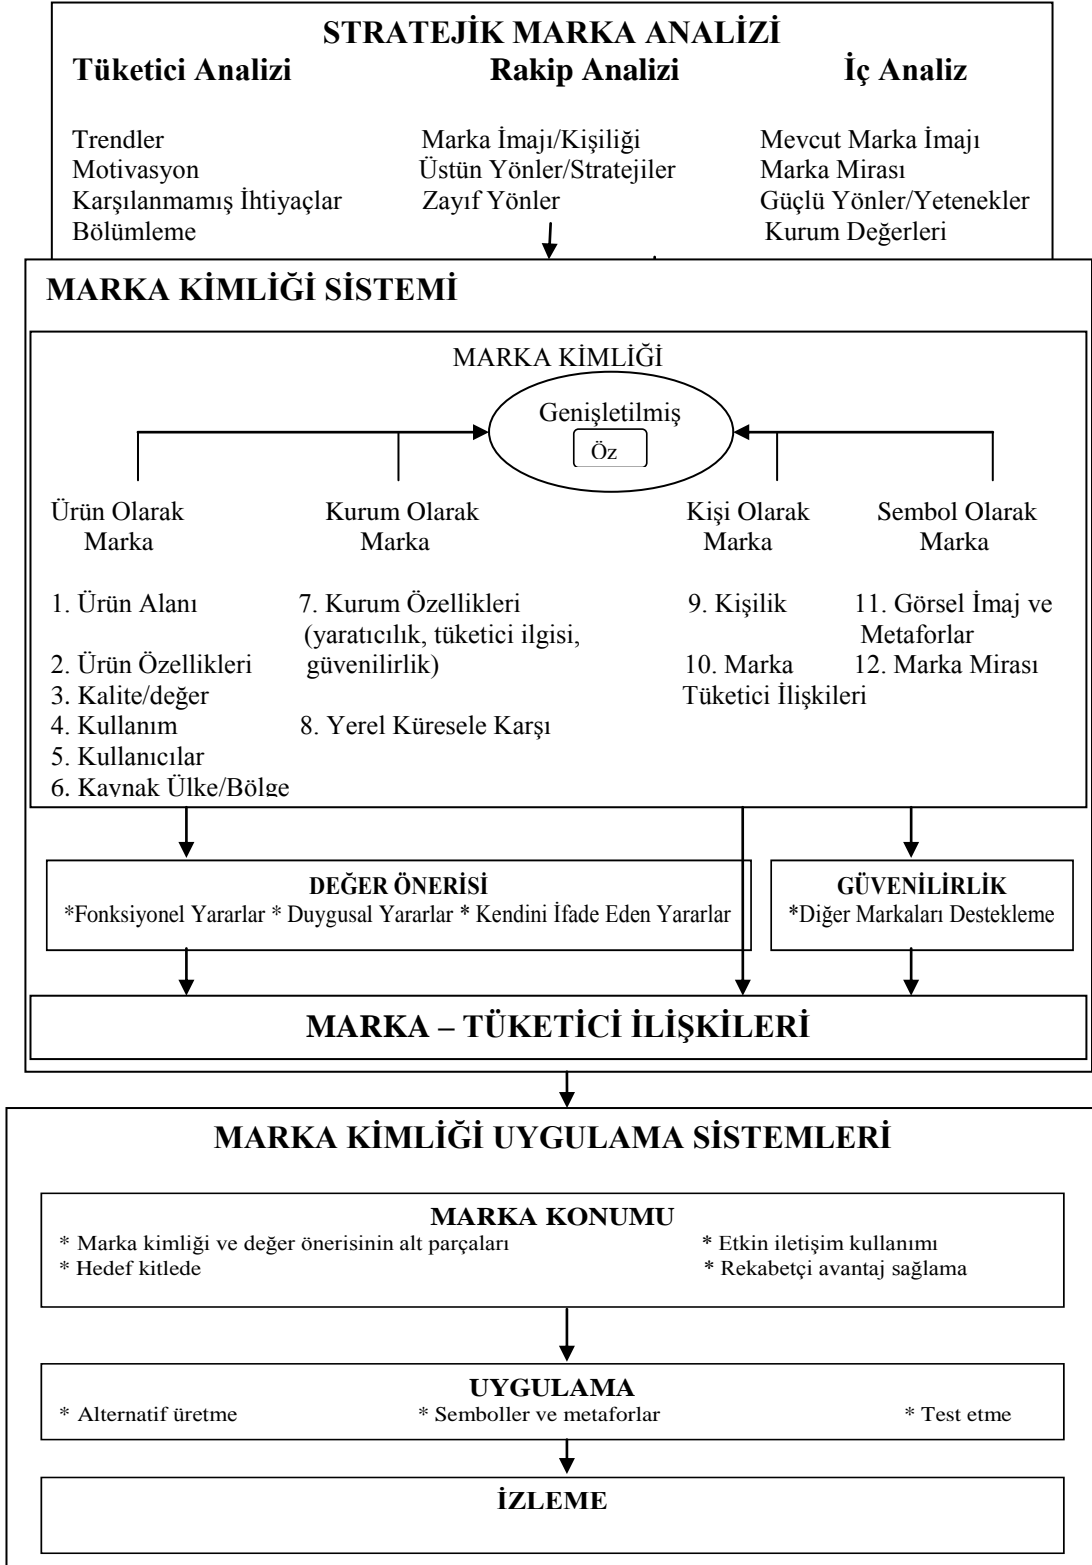 STRATEJİK MARKA ANALİZİ
Tüketici Analizi Rakip Analizi İç Analiz
Trendler Marka İmajı/Kişiliği Mevcut Marka İmajı
Motivasyon Üstün Yönler/Stratejiler Marka Mirası
Karşılanmamış İhtiyaçlar Zayıf Yönler Güçlü Yönler/Yetenekler
Bölümleme Kurum Değerleri
MARKA KİMLİĞİ SİSTEMİ
MARKA KİMLİĞİ
Genişletilmiş
Öz
Ürün Olarak Kurum Olarak Kişi Olarak Sembol Olarak
Marka Marka Marka Marka
1. Ürün Alanı 7. Kurum Özellikleri 9. Kişilik 11. Görsel İmaj ve
(yaratıcılık, tüketici ilgisi, Metaforlar
2. Ürün Özellikleri güvenilirlik) 10. Marka 12. Marka Mirası
3. Kalite/değer Tüketici İlişkileri
4. Kullanım 8. Yerel Küresele Karşı
5. Kullanıcılar
6. Kaynak Ülke/Bölge
DEĞER ÖNERİSİ
*Fonksiyonel Yararlar * Duygusal Yararlar * Kendini İfade Eden Yararlar
GÜVENİLİRLİK
*Diğer Markaları Destekleme
MARKA – TÜKETİCİ İLİŞKİLERİ
MARKA KİMLİĞİ UYGULAMA SİSTEMLERİ
MARKA KONUMU
* Marka kimliği ve değer önerisinin alt parçaları * Etkin iletişim kullanımı
* Hedef kitlede * Rekabetçi avantaj sağlama
UYGULAMA
* Alternatif üretme * Semboller ve metaforlar * Test etme
İZLEME